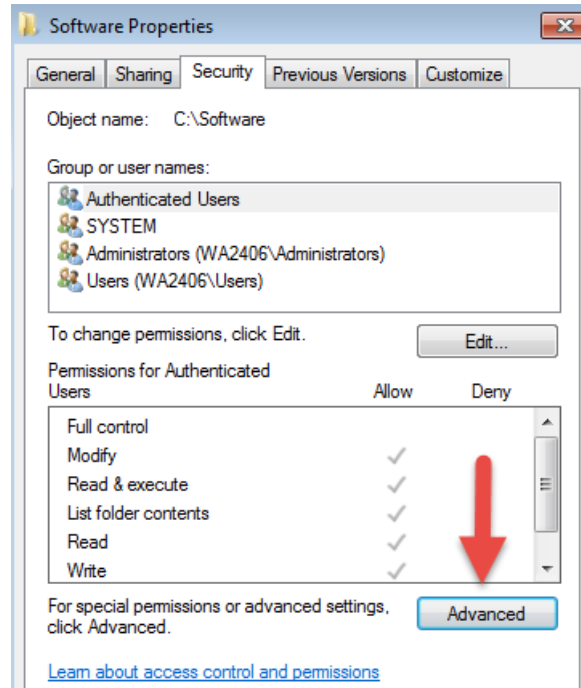 Software Properties
General Sharing Security Previous Versions Customize
Object name: C:\Software
Group or user names:
Authenticated Users
SYSTEM
Administrators (WA2406\Administrators)
Users (WA2406\Users)
To change permissions, click Edit.
Edit...
Permissions for Authenticated
Users Allow Deny
Full control
Modify
Read & execute
List folder contents
Read
Write
For special permissions or advanced settings,
click Advanced.
Advanced
Learn about access control and permissions